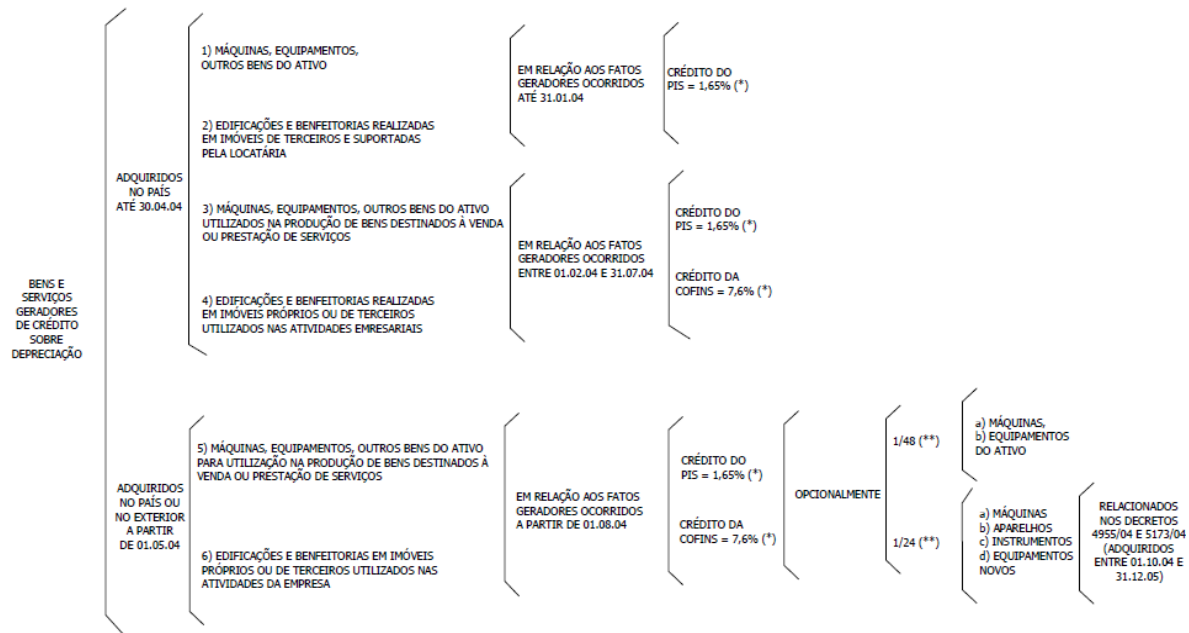 BENS E
SERVIÇOS
GERADORES
DE CRÉDITO
SOBRE
DEPRECIAÇÃO
ADQUIRIDOS
NO PAÍS
ATÉ 30.04.04
1) MÁQUINAS, EQUIPAMENTOS,
OUTROS BENS DO ATIVO
2) EDIFICAÇÕES E BENFEITORIAS REALIZADAS
EM IMÓVEIS DE TERCEIROS E SUPORTADAS
PELA LOCATÁRIA
EM RELAÇÃO AOS FATOS
GERADORES OCORRIDOS
ATÉ 31.01.04
CRÉDITO DO
PIS = 1,65% (*)
3) MÁQUINAS, EQUIPAMENTOS, OUTROS BENS DO ATIVO
UTILIZADOS NA PRODUÇÃO DE BENS DESTINADOS À VENDA
OU PRESTAÇÃO DE SERVIÇOS
4) EDIFICAÇÕES E BENFEITORIAS REALIZADAS
EM IMÓVEIS PRÓPRIOS OU DE TERCEIROS
UTILIZADOS NAS ATIVIDADES EMRESARIAIS
EM RELAÇÃO AOS FATOS
GERADORES OCORRIDOS
ENTRE 01.02.04 E 31.07.04
CRÉDITO DO
PIS = 1,65% (*)
CRÉDITO DA
COFINS = 7,6% (*)
ADQUIRIDOS
NO PAÍS OU
NO EXTERIOR
A PARTIR
DE 01.05.04
5) MÁQUINAS, EQUIPAMENTOS, OUTROS BENS DO ATIVO
PARA UTILIZAÇÃO NA PRODUÇÃO DE BENS DESTINADOS À
VENDA OU PRESTAÇÃO DE SERVIÇOS
6) EDIFICAÇÕES E BENFEITORIAS EM IMÓVEIS
PRÓPRIOS OU DE TERCEIROS UTILIZADOS NAS
ATIVIDADES DA EMPRESA
EM RELAÇÃO AOS FATOS
GERADORES OCORRIDOS
A PARTIR DE 01.08.04
CRÉDITO DO
PIS = 1,65% (*)
CRÉDITO DA
COFINS = 7,6% (*)
OPCIONALMENTE
1/48 (**)
a) MÁQUINAS,
b) EQUIPAMENTOS
DO ATIVO
1/24 (**)
a) MÁQUINAS
b) APARELHOS
c) INSTRUMENTOS
d) EQUIPAMENTOS
NOVOS
RELACIONADOS
NOS DECRETOS
4955/04 E 5173/04
(ADQUIRIDOS
ENTRE 01.10.04 E
31.12.05)